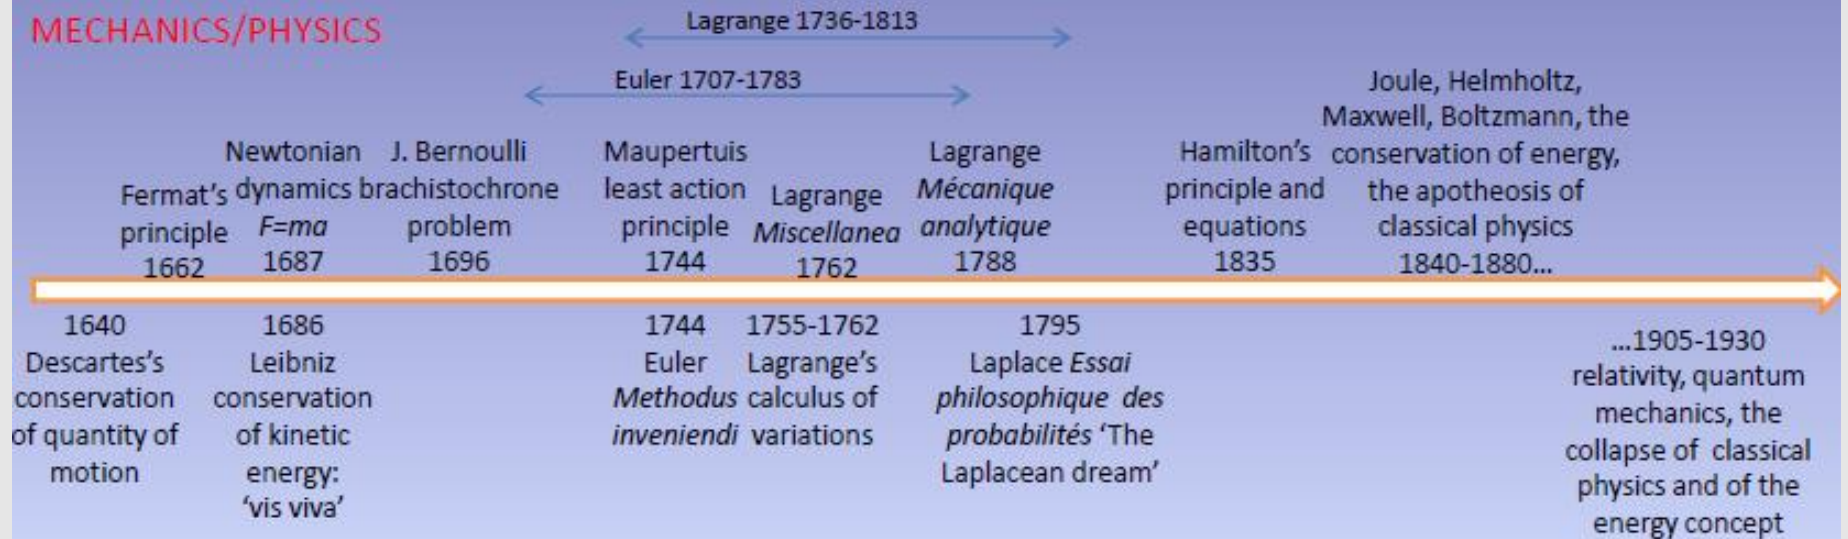 MECHANICS/PHYSICS
Lagrange 1736-1813
Euler 1707-1783
Fermat's
principle
1662
Newtonian
dynamics
F=ma
1687
J. Bernoulli
brachistochrone
problem
1696
Maupertuis
least action
principle
1744
Lagrange
Miscellanea
1762
Lagrange
Mécanique
analytique
1788
Hamilton's
principle and
equations
1835
Joule, Helmholtz,
Maxwell, Boltzmann, the
conservation of energy,
the apotheosis of
classical physics
1840-1880...
1640
Descartes's
conservation
of quantity of
motion
1686
Leibniz
conservation
of kinetic
energy:
'vis viva'
1744
Euler
Methodus
inveniendi
1755-1762
Lagrange's
calculus of
variations
1795
Laplace Essai
philosophique des
probabilités 'The
Laplacean dream'
...1905-1930
relativity, quantum
mechanics, the
collapse of classical
physics and of the
energy concept